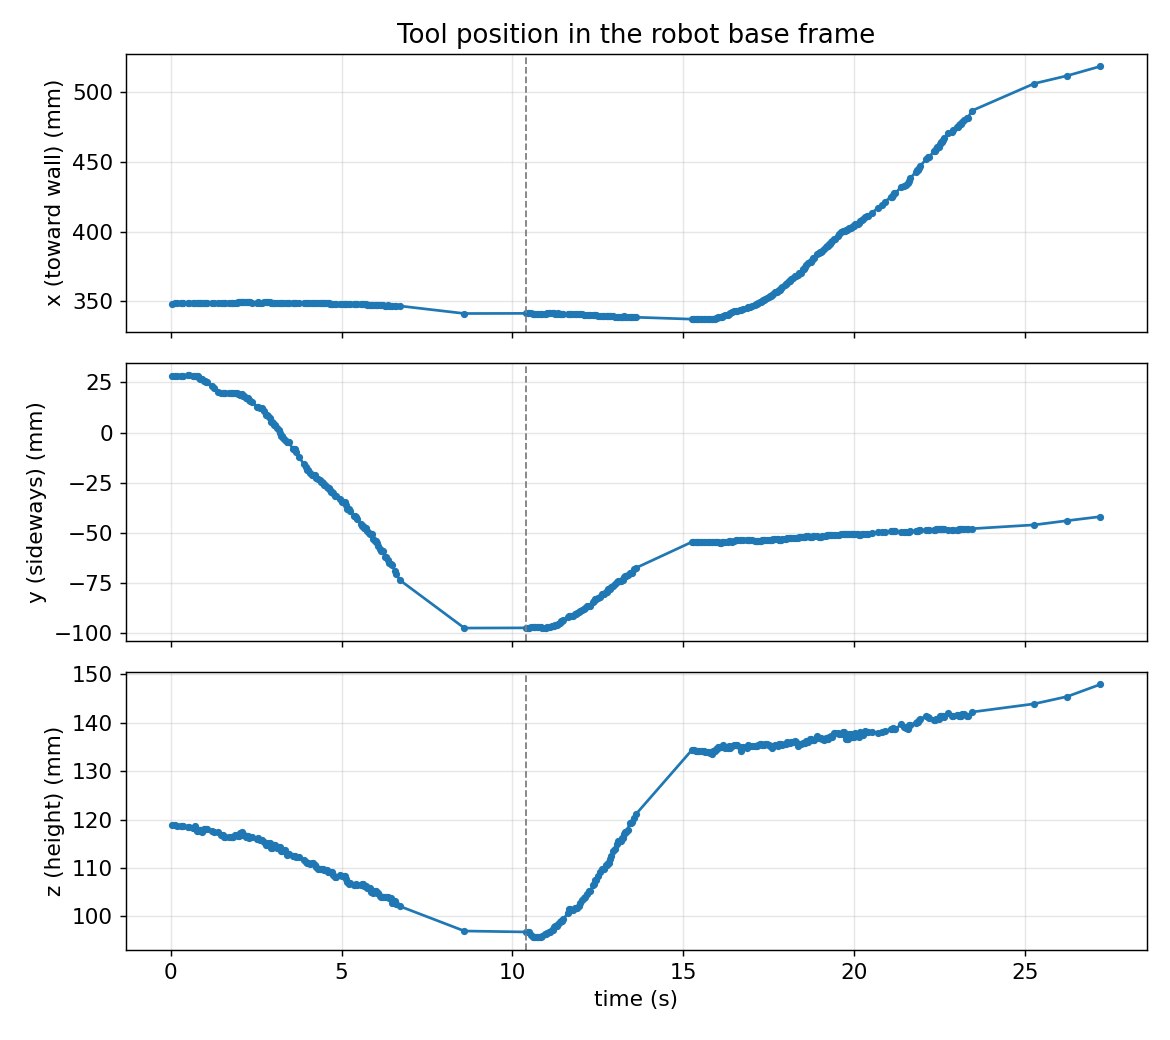 Tool position in the robot base frame
x (toward wall) (mm)
500
450
400
350
y (sideways) (mm)
25
0
−25
−50
−75
−100
z (height) (mm)
150
140
130
120
110
100
0 5 10 15 20 25
time (s)